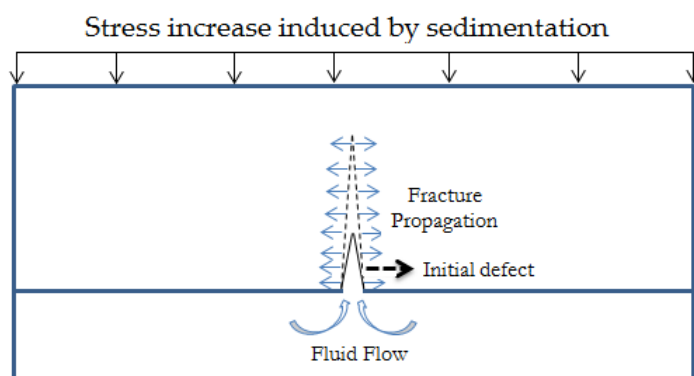 Stress increase induced by sedimentation
Fracture
Propagation
Initial defect
Fluid Flow